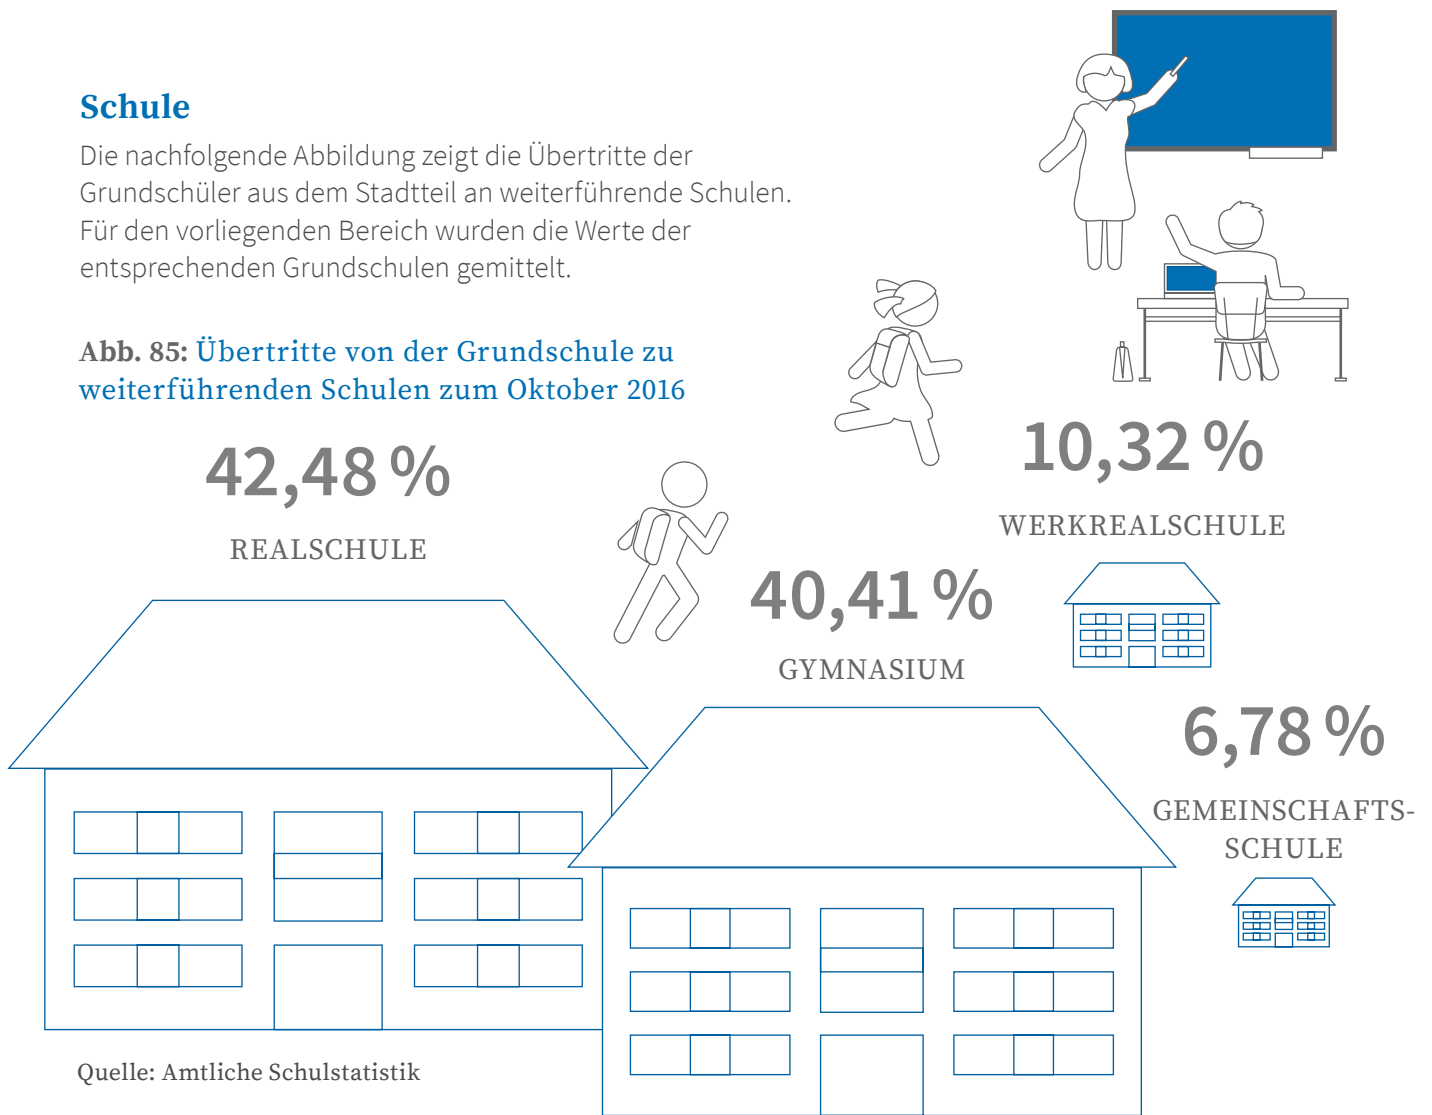 Schule
Die nachfolgende Abbildung zeigt die Übertritte der
Grundschüler aus dem Stadtteil an weiterführende Schulen.
Für den vorliegenden Bereich wurden die Werte der
entsprechenden Grundschulen gemittelt.
Abb. 85: Übertritte von der Grundschule zu
weiterführenden Schulen zum Oktober 2016
42,48 %
REALSCHULE
10,32 %
WERKREALSCHULE
40,41 %
GYMNASIUM
6,78 %
GEMEINSCHAFTS-
SCHULE
Quelle: Amtliche Schulstatistik